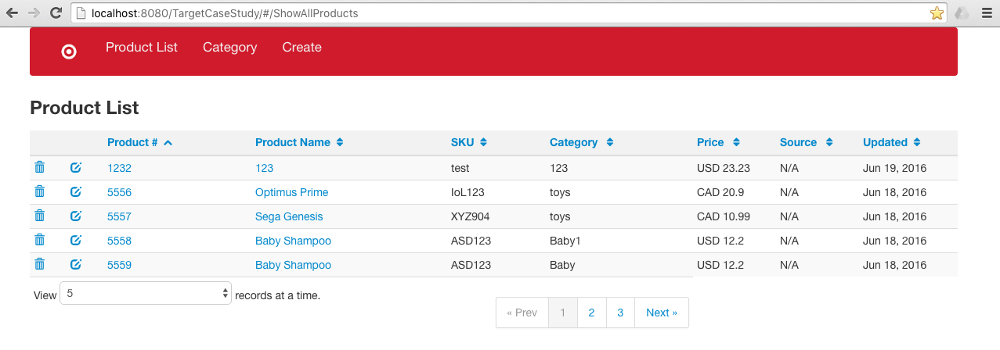 localhost:8080/TargetCaseStudy/#/ShowAllProducts
Product List Category Create
Product List
Product # Product Name SKU Category Price Source Updated
1232 123 test 123 USD 23.23 N/A Jun 19, 2016
5556 Optimus Prime IoL123 toys CAD 20.9 N/A Jun 18, 2016
5557 Sega Genesis XYZ904 toys CAD 10.99 N/A Jun 18, 2016
5558 Baby Shampoo ASD123 Baby1 USD 12.2 N/A Jun 18, 2016
5559 Baby Shampoo ASD123 Baby USD 12.2 N/A Jun 18, 2016
View 5 records at a time.
« Prev 1 2 3 Next »